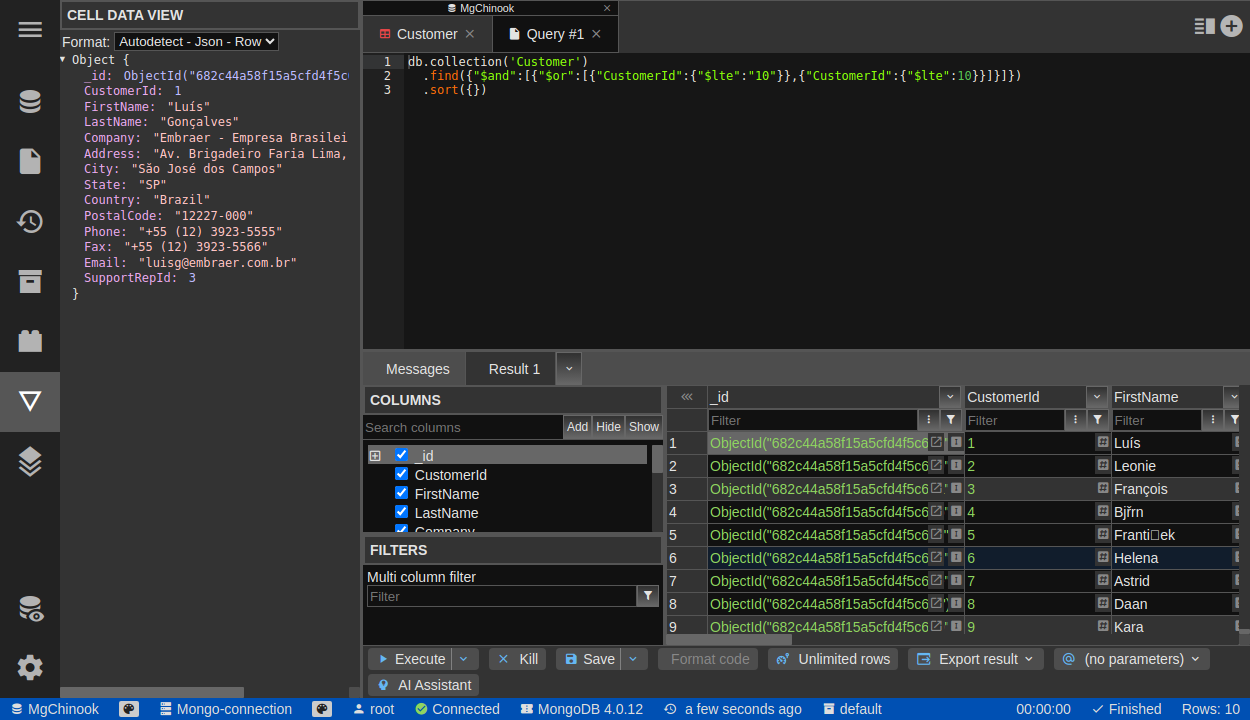 CELL DATA VIEW
Format: Autodetect - Json - Row
Object {
_id: ObjectId("682c44a58f15a5cfd4f5c
CustomerId: 1
FirstName: "Luís"
LastName: "Gonçalves"
Company: "Embraer - Empresa Brasilei
Address: "Av. Brigadeiro Faria Lima,
City: "São José dos Campos"
State: "SP"
Country: "Brazil"
PostalCode: "12227-000"
Phone: "+55 (12) 3923-5555"
Fax: "+55 (12) 3923-5566"
Email: "luisg@embraer.com.br"
SupportRepId: 3
}
MgChinook
Customer
Query #1
1 db.collection('Customer')
2 .find({"$and":[{"$or":[{"CustomerId":{"$lte":"10"}},{"CustomerId":{"$lte":10}}]}]})
3 .sort({})
Messages
Result 1
COLUMNS
Search columns
Add
Hide
Show
_id
CustomerId
FirstName
LastName
Company
FILTERS
Multi column filter
Filter
_id
CustomerId
FirstName
Filter
Filter
Filter
1 ObjectId("682c44a58f15a5cfd4f5c6 1 Luís
2 ObjectId("682c44a58f15a5cfd4f5c6 2 Leonie
3 ObjectId("682c44a58f15a5cfd4f5c6 3 François
4 ObjectId("682c44a58f15a5cfd4f5c6 4 Bjřrn
5 ObjectId("682c44a58f15a5cfd4f5c6 5 Franti□ek
6 ObjectId("682c44a58f15a5cfd4f5c6 6 Helena
7 ObjectId("682c44a58f15a5cfd4f5c6 7 Astrid
8 ObjectId("682c44a58f15a5cfd4f5c6 8 Daan
9 ObjectId("682c44a58f15a5cfd4f5c6 9 Kara
Execute
Kill
Save
Format code
Unlimited rows
Export result
(no parameters)
AI Assistant
MgChinook
Mongo-connection
root
Connected
MongoDB 4.0.12
a few seconds ago
default
00:00:00
Finished
Rows: 10